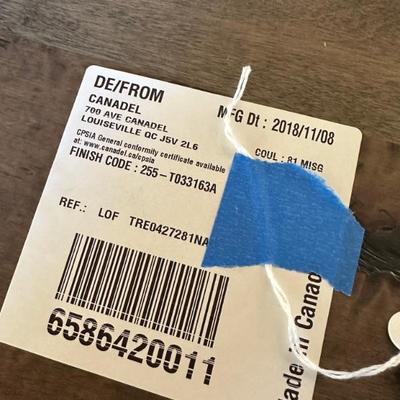 DE/FROM
CANADEL
700 AVE CANADEL
LOUISEVILLE QC J5V 2L6
MFG Dt : 2018/11/08
CPSIA General conformity certificate available
at: www.canadel.ca/cpsia
COUL : 81 MISG
FINISH CODE : 255-T033163A
REF.: LOF TRE0427281NA
6586420011
ade in Canad